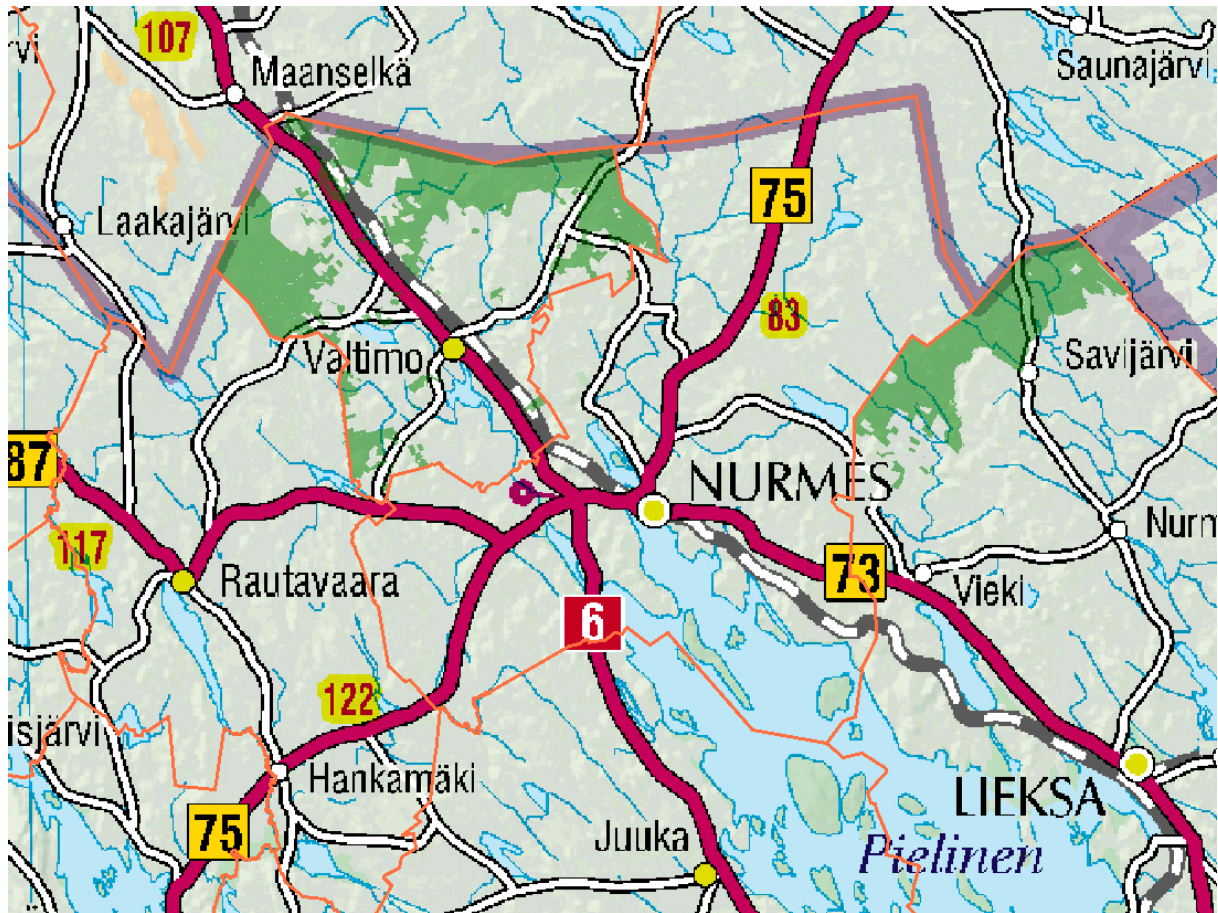 107
Maanselkä
Saunajärvi
vi
75
Laakajärvi
83
Valtimo
Savijärvi
87
NURMES
117
Nurm
Rautavaara
73
Vieki
6
122
isjärvi
Hankamäki
LIEKSA
75
Juuka
Pielinen